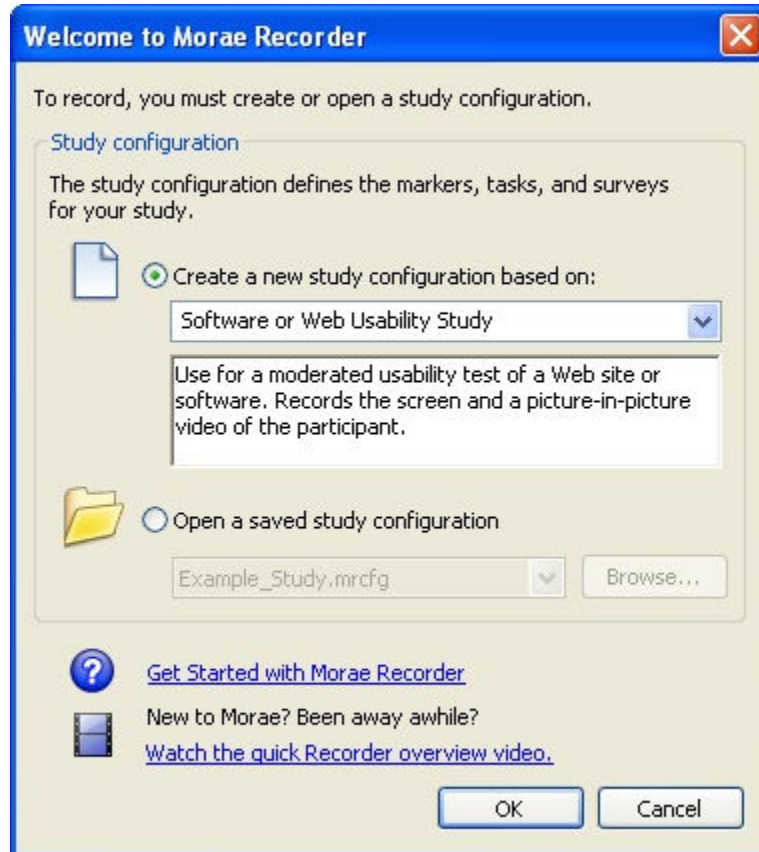 Welcome to Morae Recorder
To record, you must create or open a study configuration.
Study configuration
The study configuration defines the markers, tasks, and surveys
for your study.
Create a new study configuration based on:
Software or Web Usability Study
Use for a moderated usability test of a Web site or
software. Records the screen and a picture-in-picture
video of the participant.
Open a saved study configuration
Example_Study.mrcfg
Browse...
Get Started with Morae Recorder
New to Morae? Been away awhile?
Watch the quick Recorder overview video.
OK
Cancel